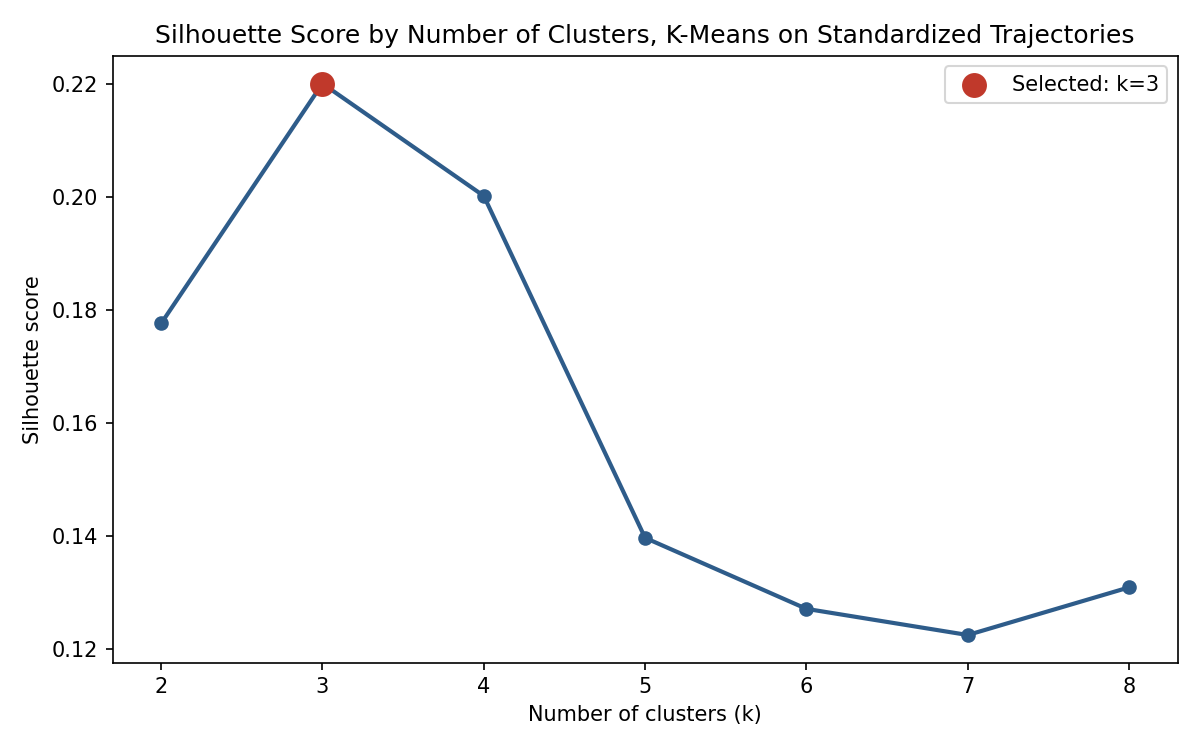 Silhouette Score by Number of Clusters, K-Means on Standardized Trajectories
Selected: k=3
Silhouette score
0.22
0.20
0.18
0.16
0.14
0.12
2 3 4 5 6 7 8
Number of clusters (k)